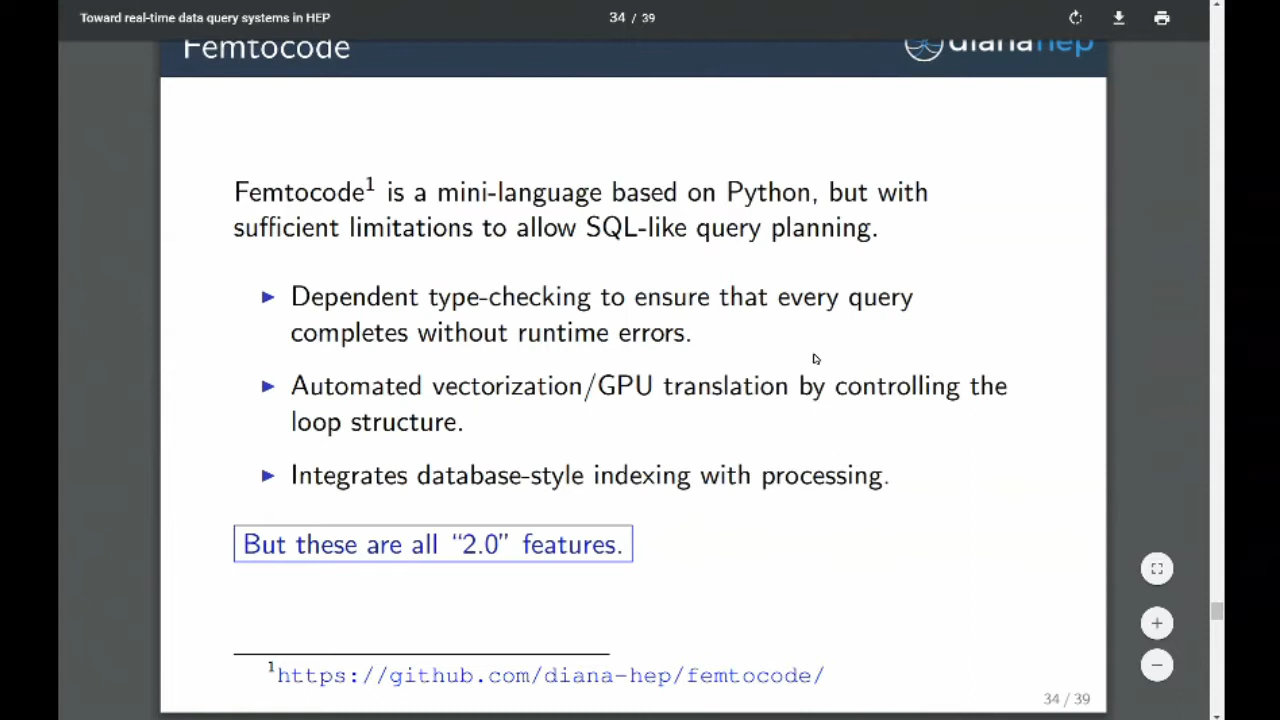 Toward real-time data query systems in HEP
34 / 39
Femtocode
dianahep
Femtocode1 is a mini-language based on Python, but with
sufficient limitations to allow SQL-like query planning.
Dependent type-checking to ensure that every query
completes without runtime errors.
Automated vectorization/GPU translation by controlling the
loop structure.
Integrates database-style indexing with processing.
But these are all “2.0” features.
1https://github.com/diana-hep/femtocode/
34 / 39